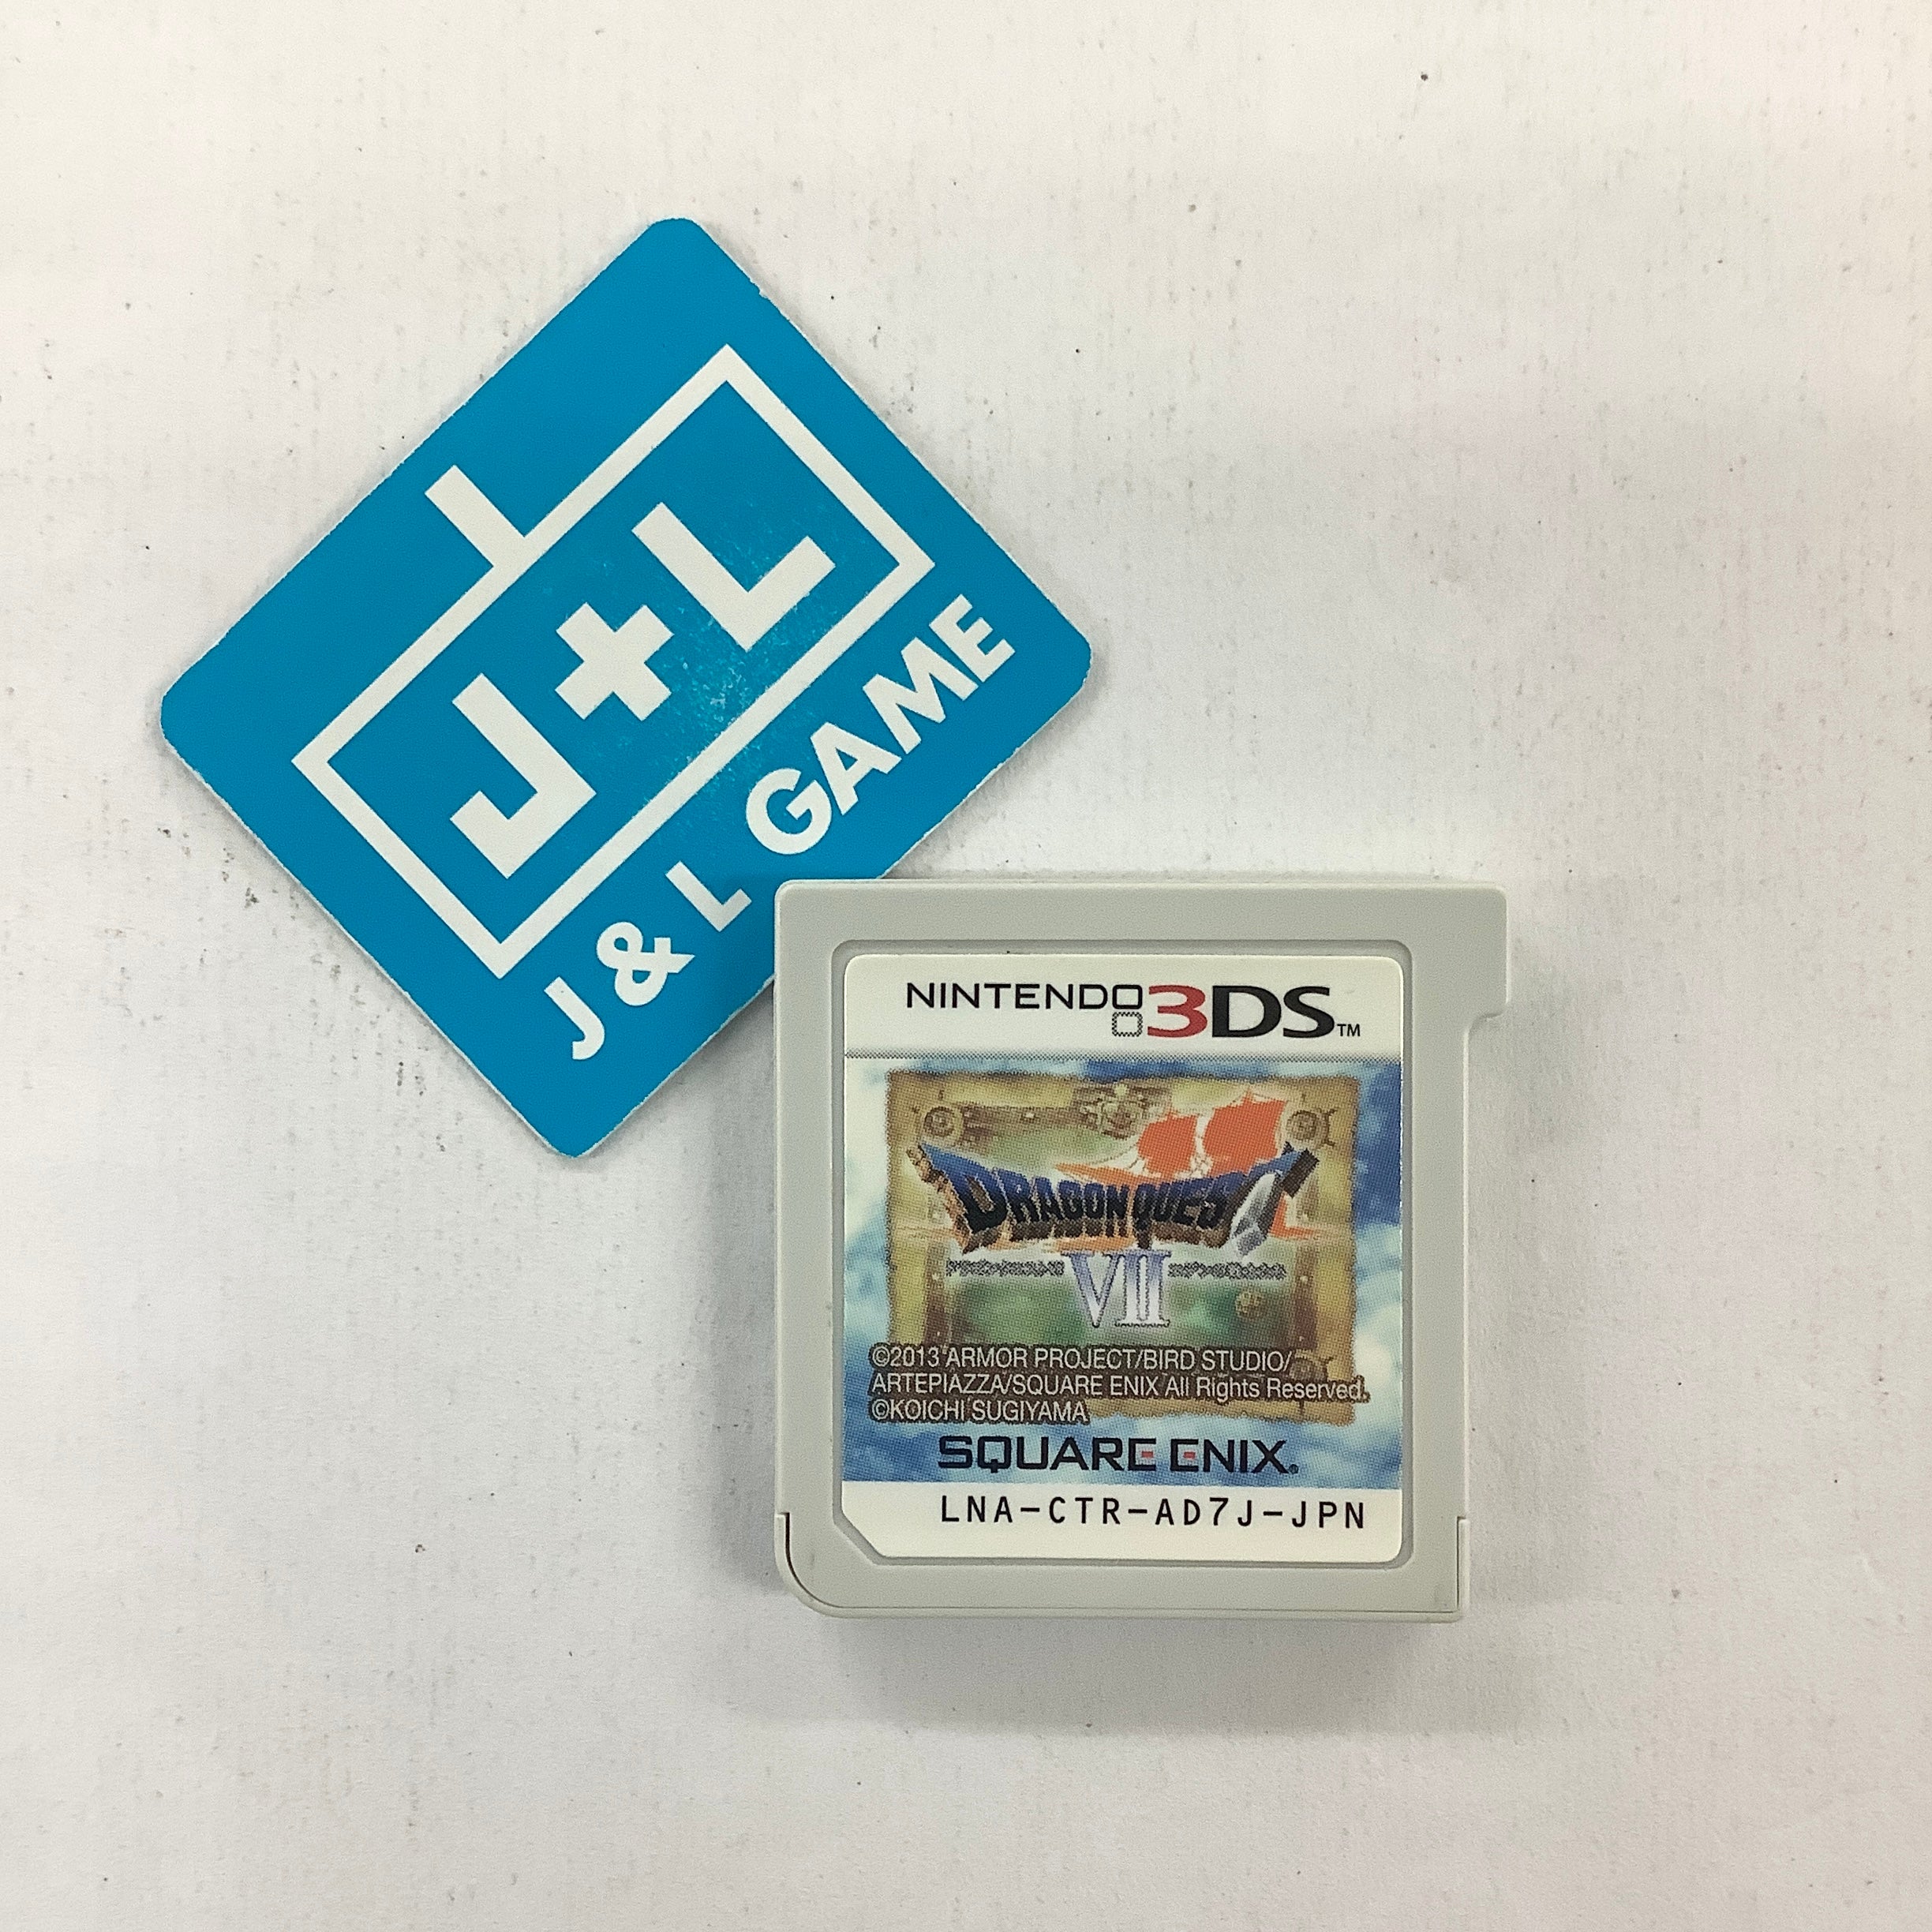 J+L
J & L GAME
NINTENDO 3DS™
DRAGON QUEST
VII
©2013 ARMOR PROJECT/BIRD STUDIO/
ARTEPIAZZA/SQUARE ENIX All Rights Reserved.
©KOICHI SUGIYAMA
SQUARE ENIX.
LNA-CTR-AD7J-JPN